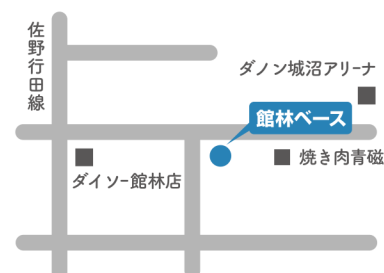 佐野行田線
ダノン城沼アリーナ
館林ベース
焼き肉青磁
ダイソー館林店